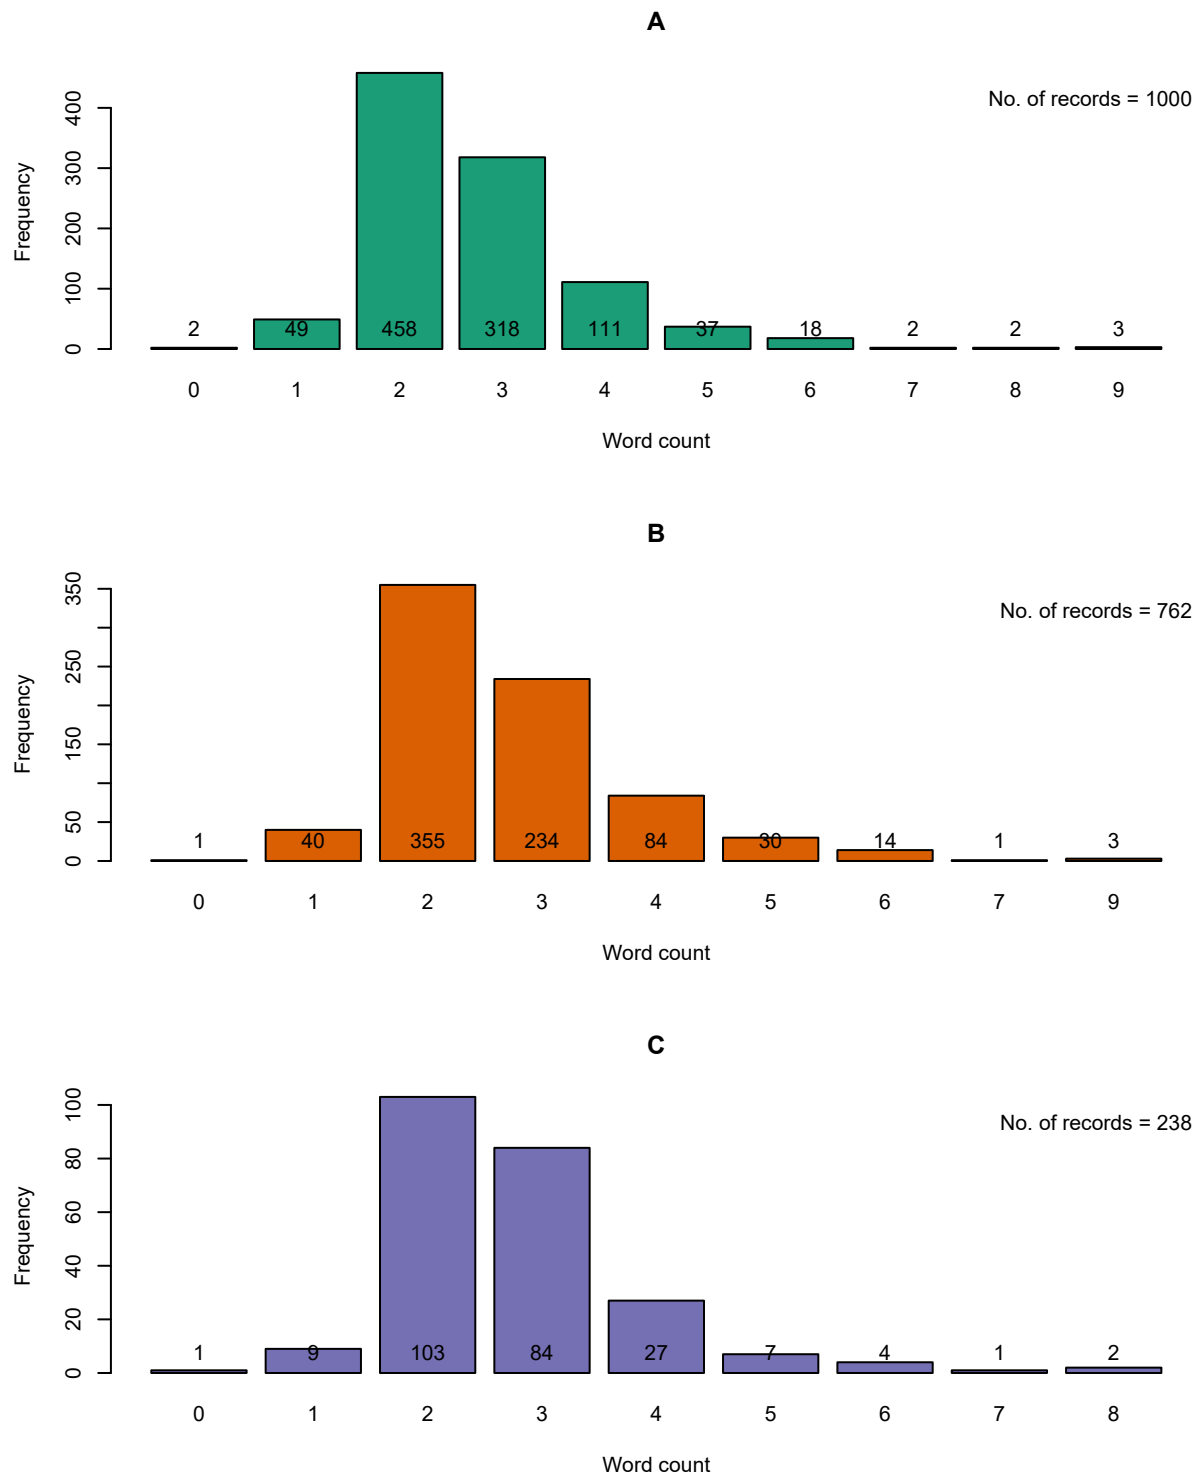 A
No. of records = 1000
Frequency
400
300
200
100
0
2 49 458 318 111 37 18 2 2 3
0 1 2 3 4 5 6 7 8 9
Word count
B
No. of records = 762
Frequency
350
250
150
50
0
1 40 355 234 84 30 14 1 3
0 1 2 3 4 5 6 7 9
Word count
C
No. of records = 238
Frequency
100
80
60
40
20
0
1 9 103 84 27 7 4 1 2
0 1 2 3 4 5 6 7 8
Word count